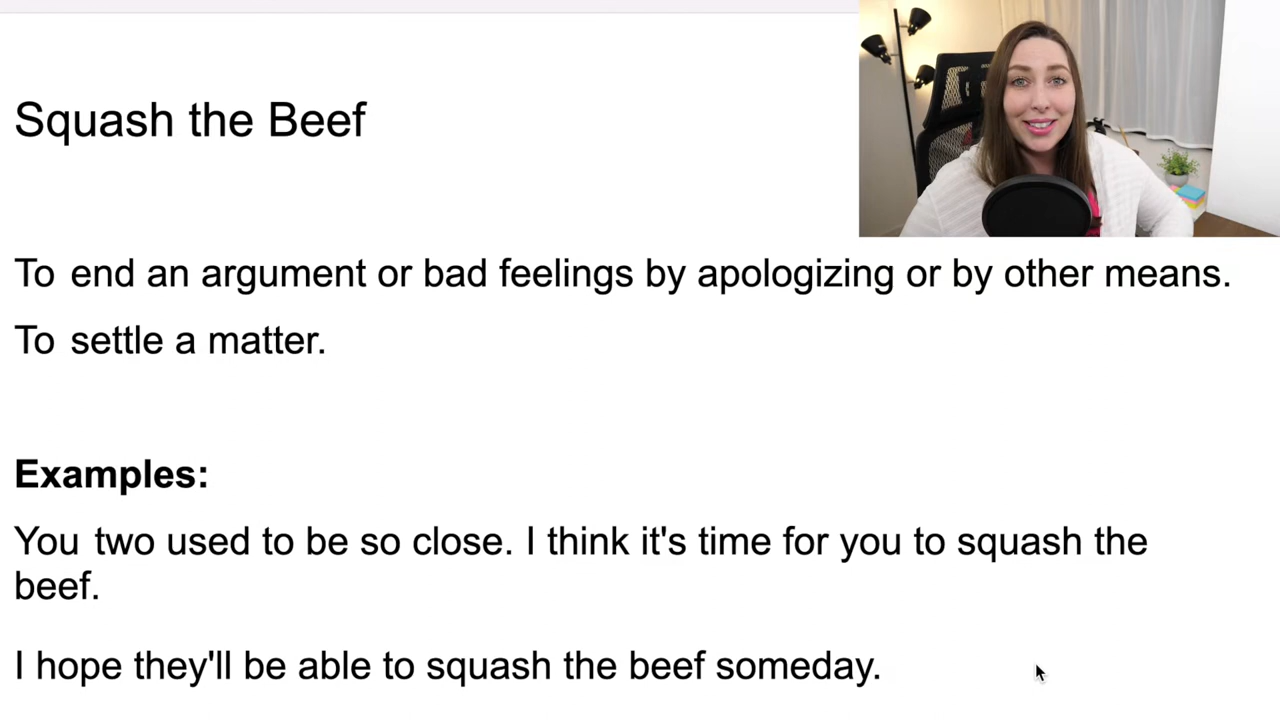 Squash the Beef
To end an argument or bad feelings by apologizing or by other means.
To settle a matter.
Examples:
You two used to be so close. I think it's time for you to squash the
beef.
I hope they'll be able to squash the beef someday.